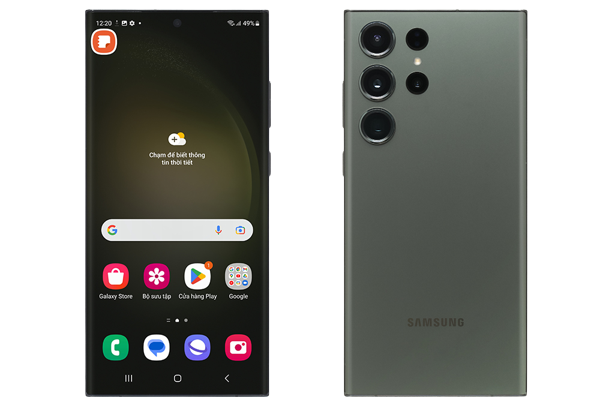 12:20
49%
Chạm để biết thông
tin thời tiết
Galaxy Store
Bộ sưu tập
Cửa hàng Play
Google
SAMSUNG